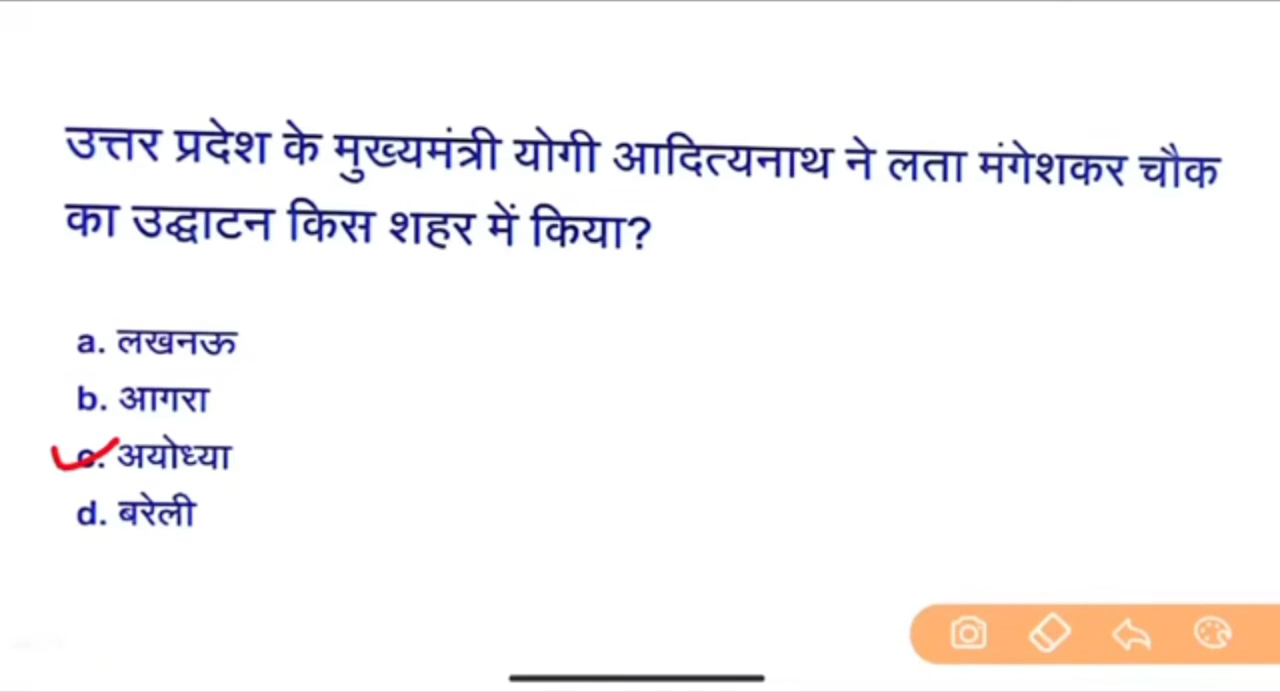 उत्तर प्रदेश के मुख्यमंत्री योगी आदित्यनाथ ने लता मंगेशकर चौक
का उद्घाटन किस शहर में किया?
a. लखनऊ
b. आगरा
c. अयोध्या
d. बरेली